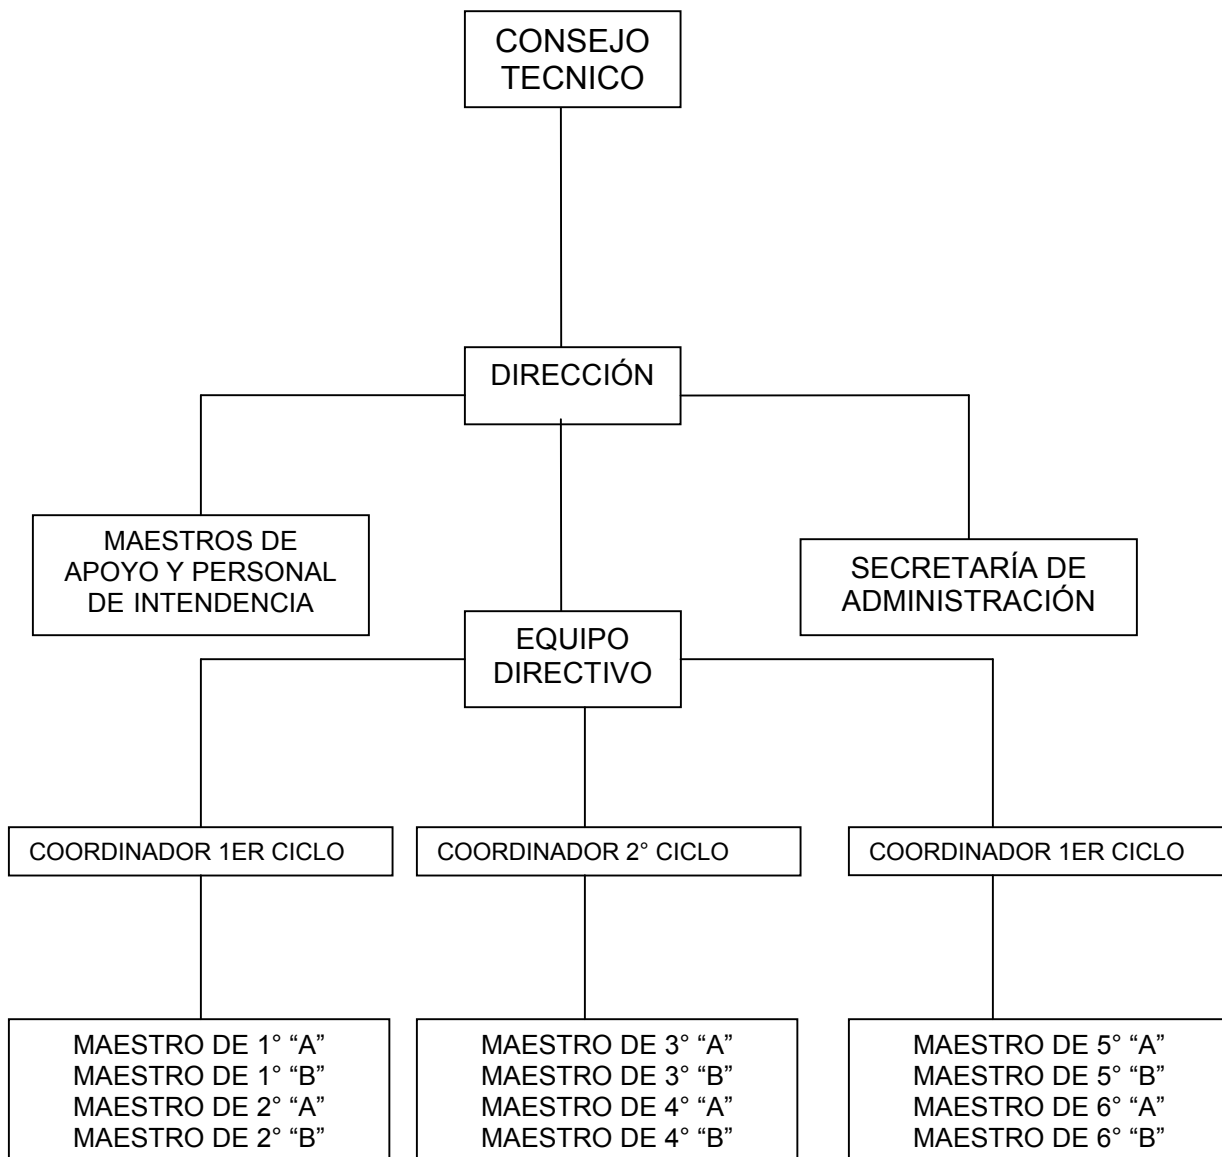 CONSEJO
TECNICO
DIRECCIÓN
MAESTROS DE
APOYO Y PERSONAL
DE INTENDENCIA
SECRETARÍA DE
ADMINISTRACIÓN
EQUIPO
DIRECTIVO
COORDINADOR 1ER CICLO
COORDINADOR 2° CICLO
COORDINADOR 1ER CICLO
MAESTRO DE 1° “A”
MAESTRO DE 1° “B”
MAESTRO DE 2° “A”
MAESTRO DE 2° “B”
MAESTRO DE 3° “A”
MAESTRO DE 3° “B”
MAESTRO DE 4° “A”
MAESTRO DE 4° “B”
MAESTRO DE 5° “A”
MAESTRO DE 5° “B”
MAESTRO DE 6° “A”
MAESTRO DE 6° “B”